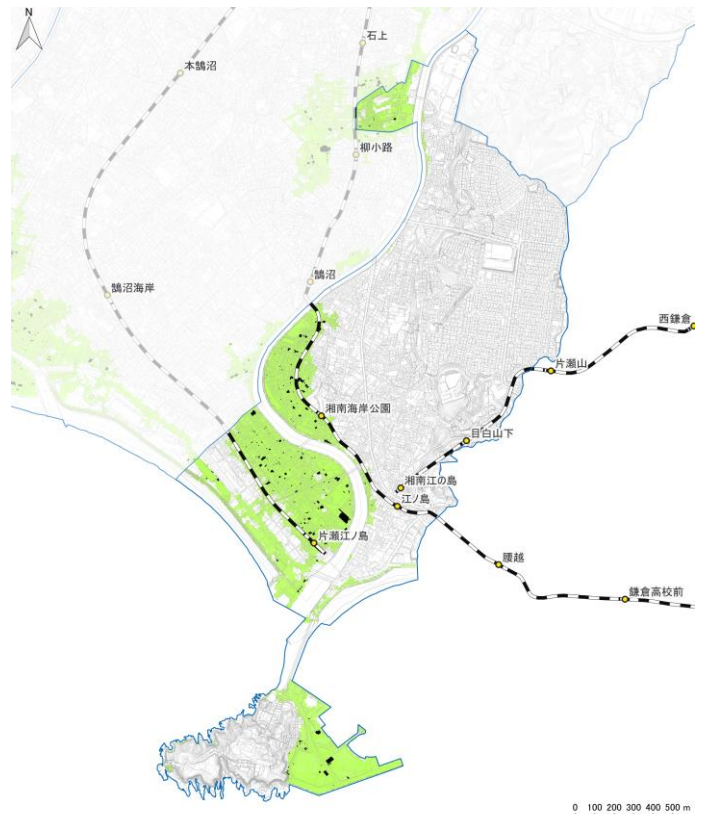 N
石上
本鵠沼
柳小路
鵠沼
鵠沼海岸
西鎌倉
片瀬山
湘南海岸公園
目白山下
湘南江の島
江ノ島
片瀬江ノ島
腰越
鎌倉高校前
0 100 200 300 400 500 m